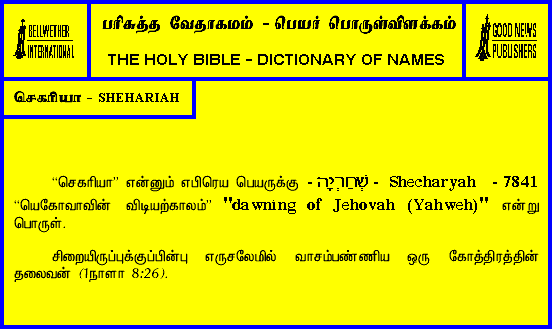 BELLWETHER
INTERNATIONAL
பரிசுத்த வேதாகமம் - பெயர் பொருள்விளக்கம்
THE HOLY BIBLE - DICTIONARY OF NAMES
GOOD NEWS
PUBLISHERS
செகரியா - SHEHARIAH
“செகரியா” என்னும் எபிரெய பெயருக்கு - שְׁחַרְיָה - Shecharyah - 7841
“யெகோவாவின் விடியற்காலம்” "dawning of Jehovah (Yahweh)" என்று
பொருள்.
சிறையிருப்புக்குப்பின்பு எருசலேமில் வாசம்பண்ணிய ஒரு கோத்திரத்தின்
தலைவன் (1நாளா 8:26).